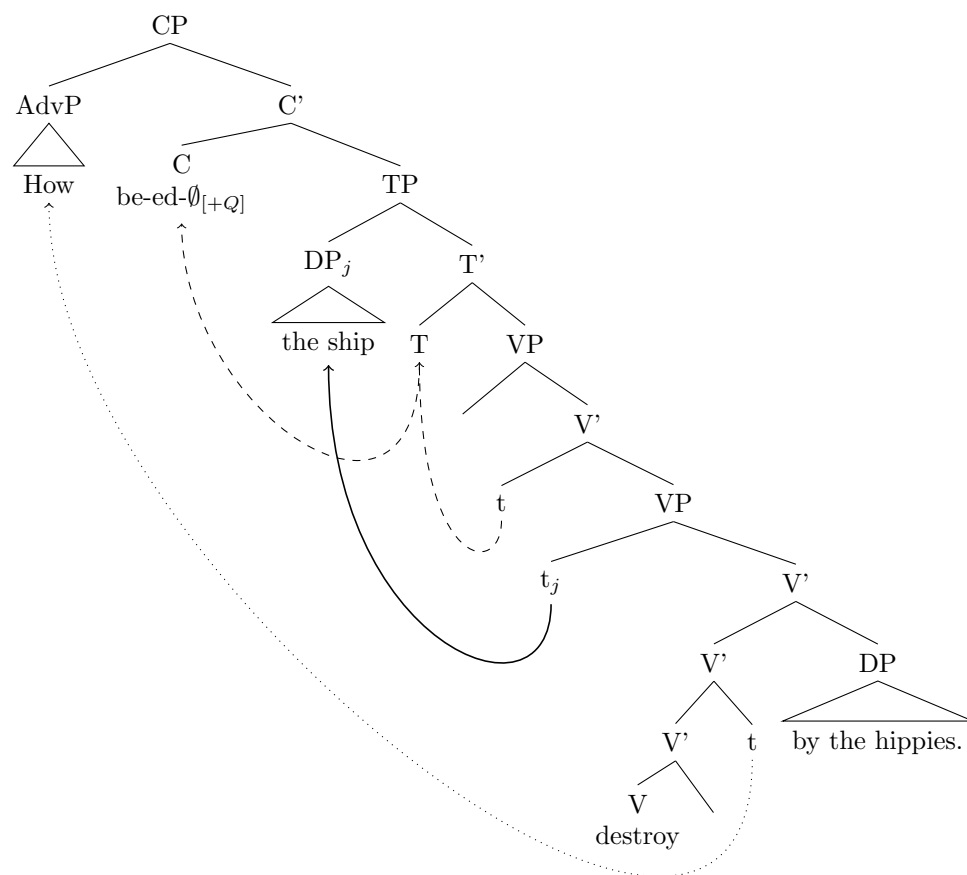 CP
AdvP C'
How
C
be-ed-∅[+Q]
TP
DPj T'
the ship
T VP
V'
t VP
tj V'
V' DP
by the hippies.
V' t
V
destroy